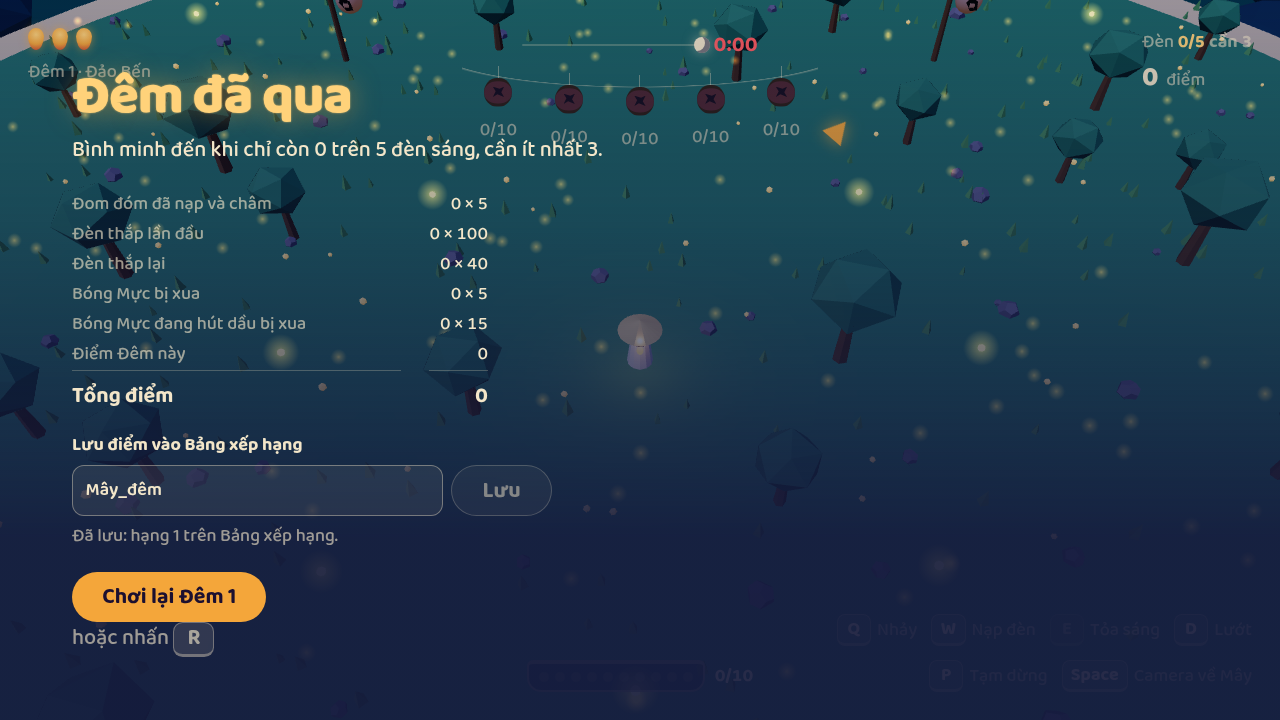 0:00
Đèn 0/5 cần 3
Đêm 1 · Đảo Bến
0 điểm
Đêm đã qua
0/10
0/10
0/10
0/10
0/10
Bình minh đến khi chỉ còn 0 trên 5 đèn sáng, cần ít nhất 3.
Đom đóm đã nạp và châm 0 × 5
Đèn thắp lần đầu 0 × 100
Đèn thắp lại 0 × 40
Bóng Mực bị xua 0 × 5
Bóng Mực đang hút dầu bị xua 0 × 15
Điểm Đêm này 0
Tổng điểm 0
Lưu điểm vào Bảng xếp hạng
Mây_đêm Lưu
Đã lưu: hạng 1 trên Bảng xếp hạng.
Chơi lại Đêm 1
hoặc nhấn R
Q Nhảy W Nạp đèn E Tỏa sáng D Lướt
0/10
P Tạm dừng Space Camera về Mây